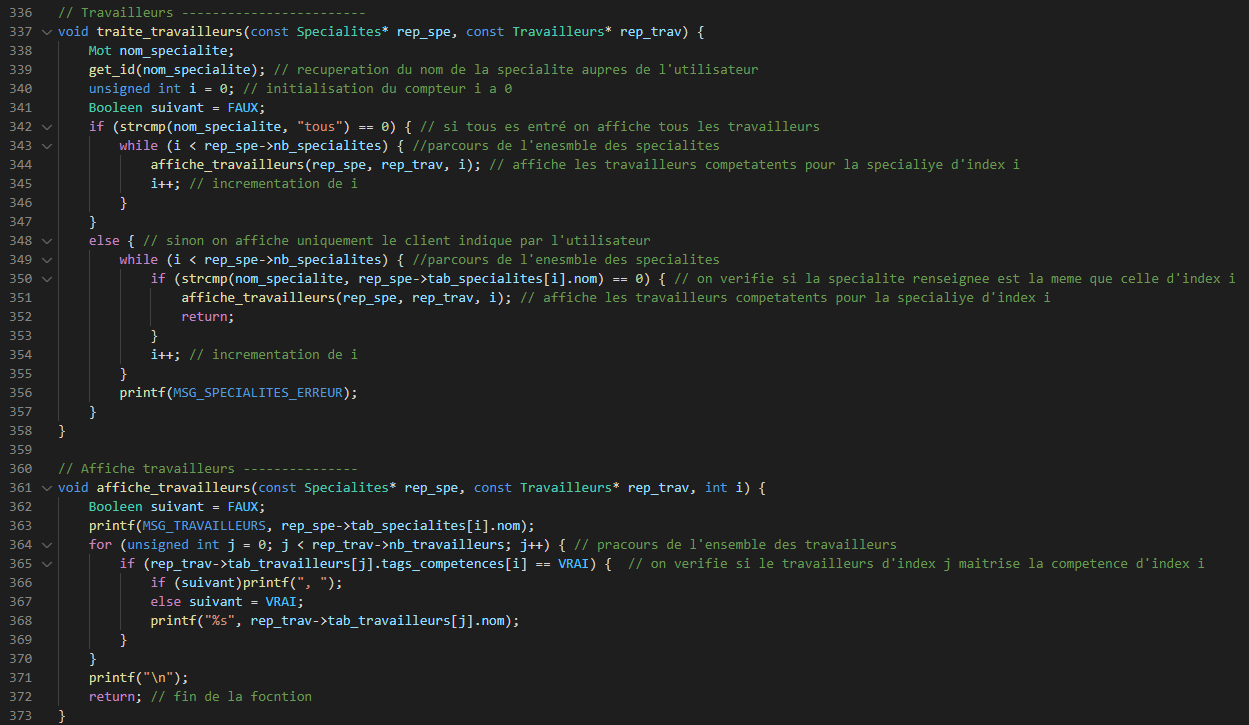 336 // Travailleurs ------------------------
337 void traite_travailleurs(const Specialites* rep_spe, const Travailleurs* rep_trav) {
338     Mot nom_specialite;
339     get_id(nom_specialite); // recuperation du nom de la specialite aupres de l'utilisateur
340     unsigned int i = 0; // initialisation du compteur i a 0
341     Booleen suivant = FAUX;
342     if (strcmp(nom_specialite, "tous") == 0) { // si tous es entré on affiche tous les travailleurs
343         while (i < rep_spe->nb_specialites) { //parcours de l'enesmble des specialites
344             affiche_travailleurs(rep_spe, rep_trav, i); // affiche les travailleurs competatents pour la specialiye d'index i
345             i++; // incrementation de i
346         }
347     }
348     else { // sinon on affiche uniquement le client indique par l'utilisateur
349         while (i < rep_spe->nb_specialites) { //parcours de l'enesmble des specialites
350             if (strcmp(nom_specialite, rep_spe->tab_specialites[i].nom) == 0) { // on verifie si la specialite renseignee est la meme que celle d'index i
351                 affiche_travailleurs(rep_spe, rep_trav, i); // affiche les travailleurs competatents pour la specialiye d'index i
352                 return;
353             }
354             i++; // incrementation de i
355         }
356         printf(MSG_SPECIALITES_ERREUR);
357     }
358 }
359
360 // Affiche travailleurs ---------------
361 void affiche_travailleurs(const Specialites* rep_spe, const Travailleurs* rep_trav, int i) {
362     Booleen suivant = FAUX;
363     printf(MSG_TRAVAILLEURS, rep_spe->tab_specialites[i].nom);
364     for (unsigned int j = 0; j < rep_trav->nb_travailleurs; j++) { // pracours de l'ensemble des travailleurs
365         if (rep_trav->tab_travailleurs[j].tags_competences[i] == VRAI) {  // on verifie si le travailleurs d'index j maitrise la competence d'index i
366             if (suivant)printf(", ");
367             else suivant = VRAI;
368             printf("%s", rep_trav->tab_travailleurs[j].nom);
369         }
370     }
371     printf("\n");
372     return; // fin de la focntion
373 }